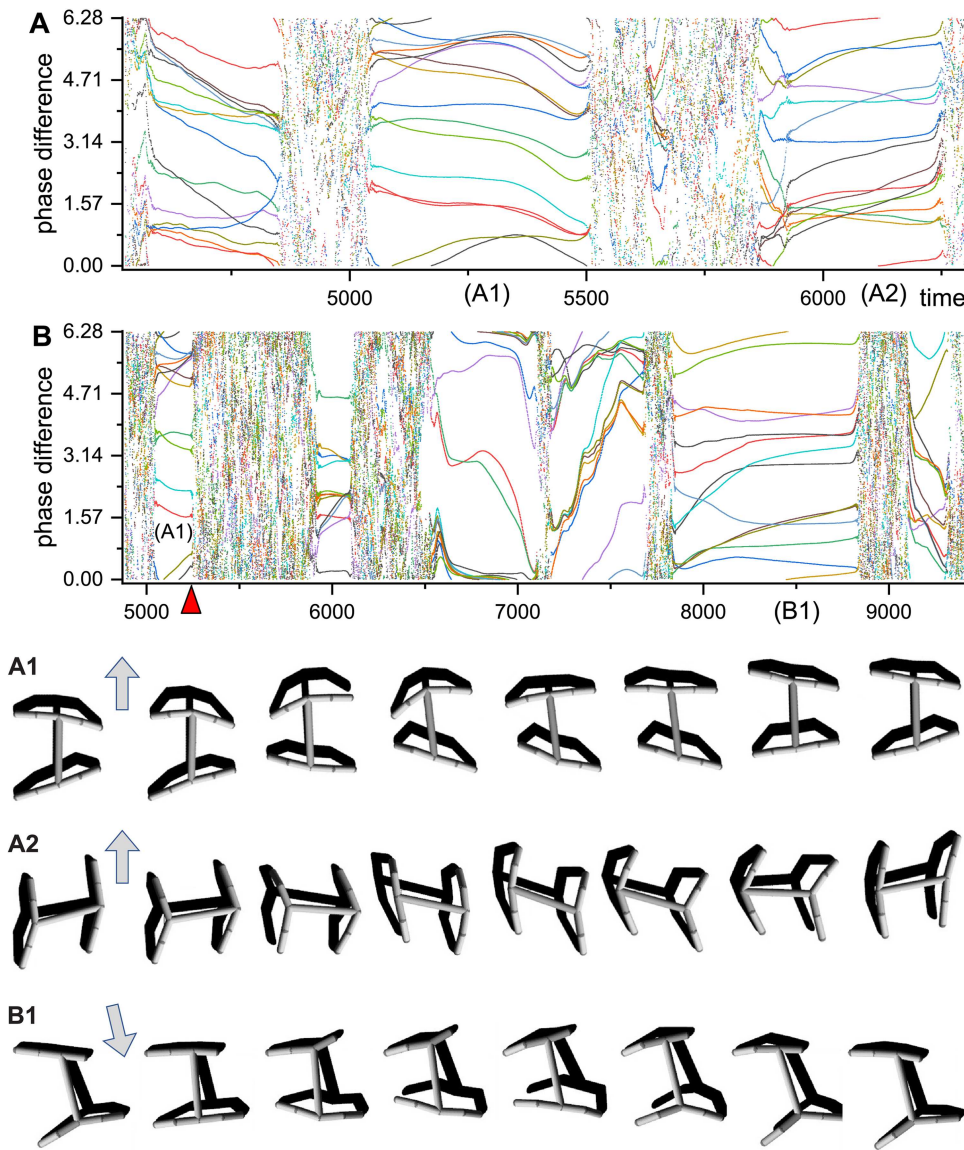 A
phase difference
6.28
4.71
3.14
1.57
0.00
5000
(A1)
5500
6000
(A2)
time
B
phase difference
6.28
4.71
3.14
1.57
0.00
(A1)
5000
6000
7000
8000
(B1)
9000
A1
A2
B1